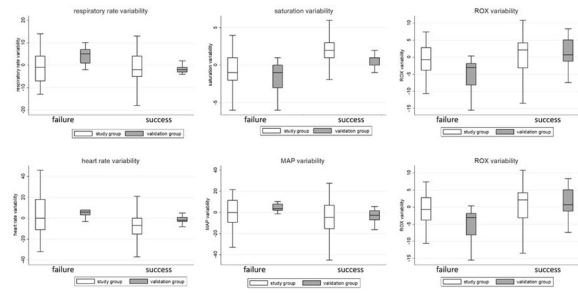 respiratory rate variability
respiratory rate variability
20
10
0
-10
-20
failure
success
study group
validation group
saturation variability
saturation variability
5
0
-5
failure
success
study group
validation group
ROX variability
ROX variability
10
5
0
-5
-10
-15
failure
success
study group
validation group
heart rate variability
heart rate variability
40
20
0
-20
-40
failure
success
study group
validation group
MAP variability
MAP variability
40
20
0
-20
-40
failure
success
study group
validation group
ROX variability
ROX variability
10
5
0
-5
-10
-15
failure
success
study group
validation group